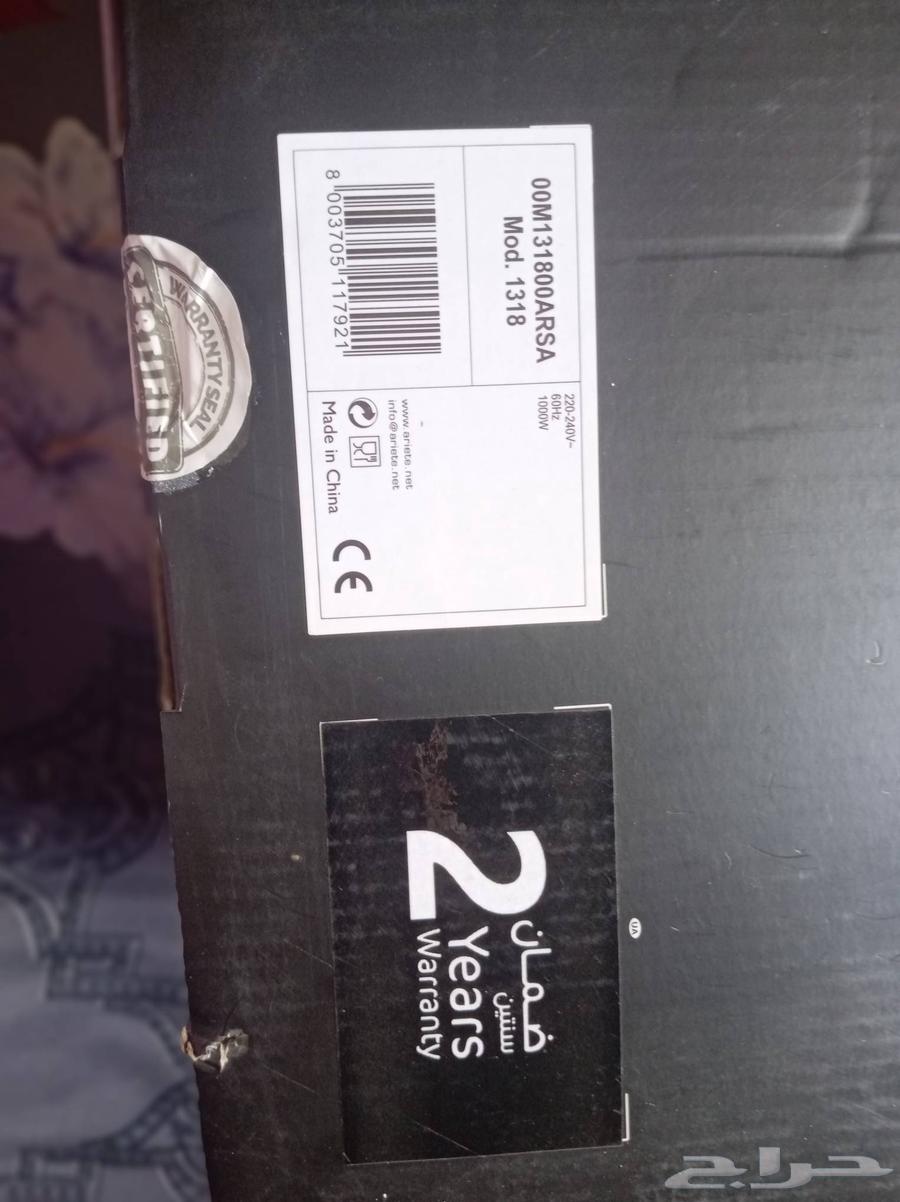 00M131800ARSA
Mod. 1318
8 003705 117921
220-240V~
60Hz
1000W
www.ariete.net
info@ariete.net
Made in China
CE
WARRANTY SEAL
CERTIFIED
2
ضمان
سنتين
Years
Warranty
UA
حراج